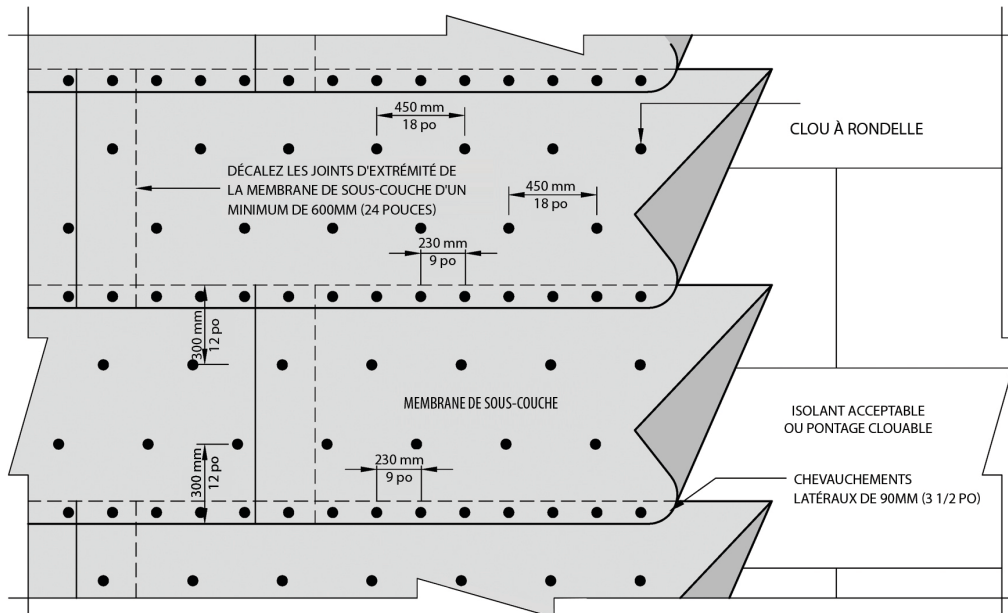 450 mm
18 po
CLOU À RONDELLE
DÉCALEZ LES JOINTS D'EXTRÉMITÉ DE
LA MEMBRANE DE SOUS-COUCHE D'UN
MINIMUM DE 600MM (24 POUCES)
450 mm
18 po
230 mm
9 po
300 mm
12 po
MEMBRANE DE SOUS-COUCHE
ISOLANT ACCEPTABLE
OU PONTAGE CLOUABLE
230 mm
9 po
300 mm
12 po
CHEVAUCHEMENTS
LATÉRAUX DE 90MM (3 1/2 PO)